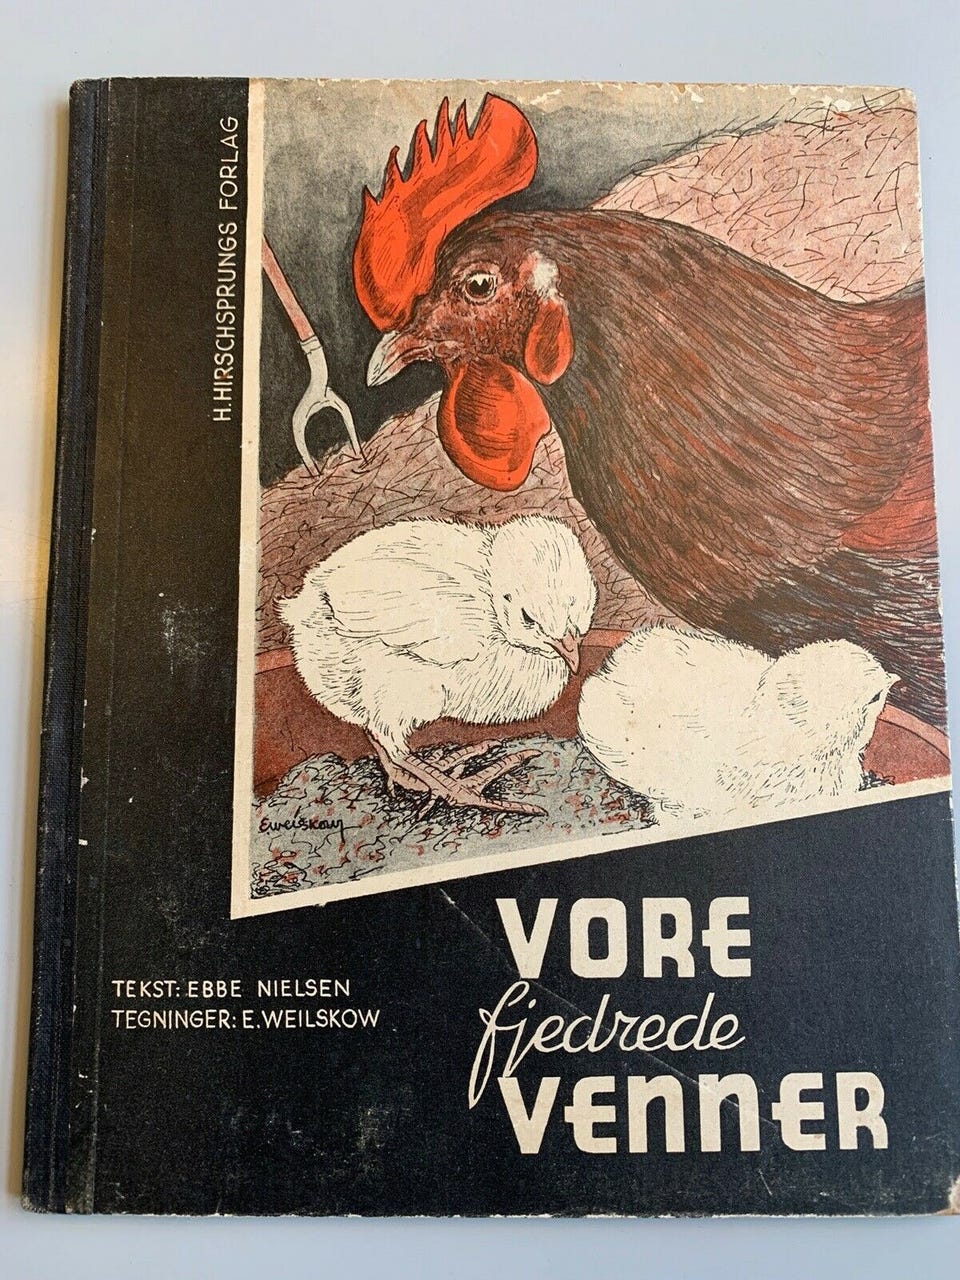 H. HIRSCHSPRUNGS FORLAG
EWeilskow
TEKST: EBBE NIELSEN
TEGNINGER: E. WEILSKOW
VORE
fjedrede
VENNER